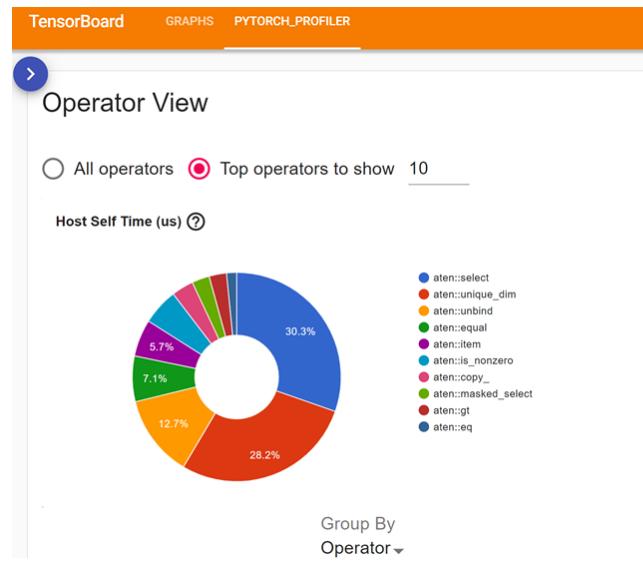 TensorBoard GRAPHS PYTORCH_PROFILER
Operator View
All operators Top operators to show 10
Host Self Time (us) ?
30.3%
5.7%
7.1%
12.7%
28.2%
aten::select
aten::unique_dim
aten::unbind
aten::equal
aten::item
aten::is_nonzero
aten::copy_
aten::masked_select
aten::gt
aten::eq
Group By
Operator